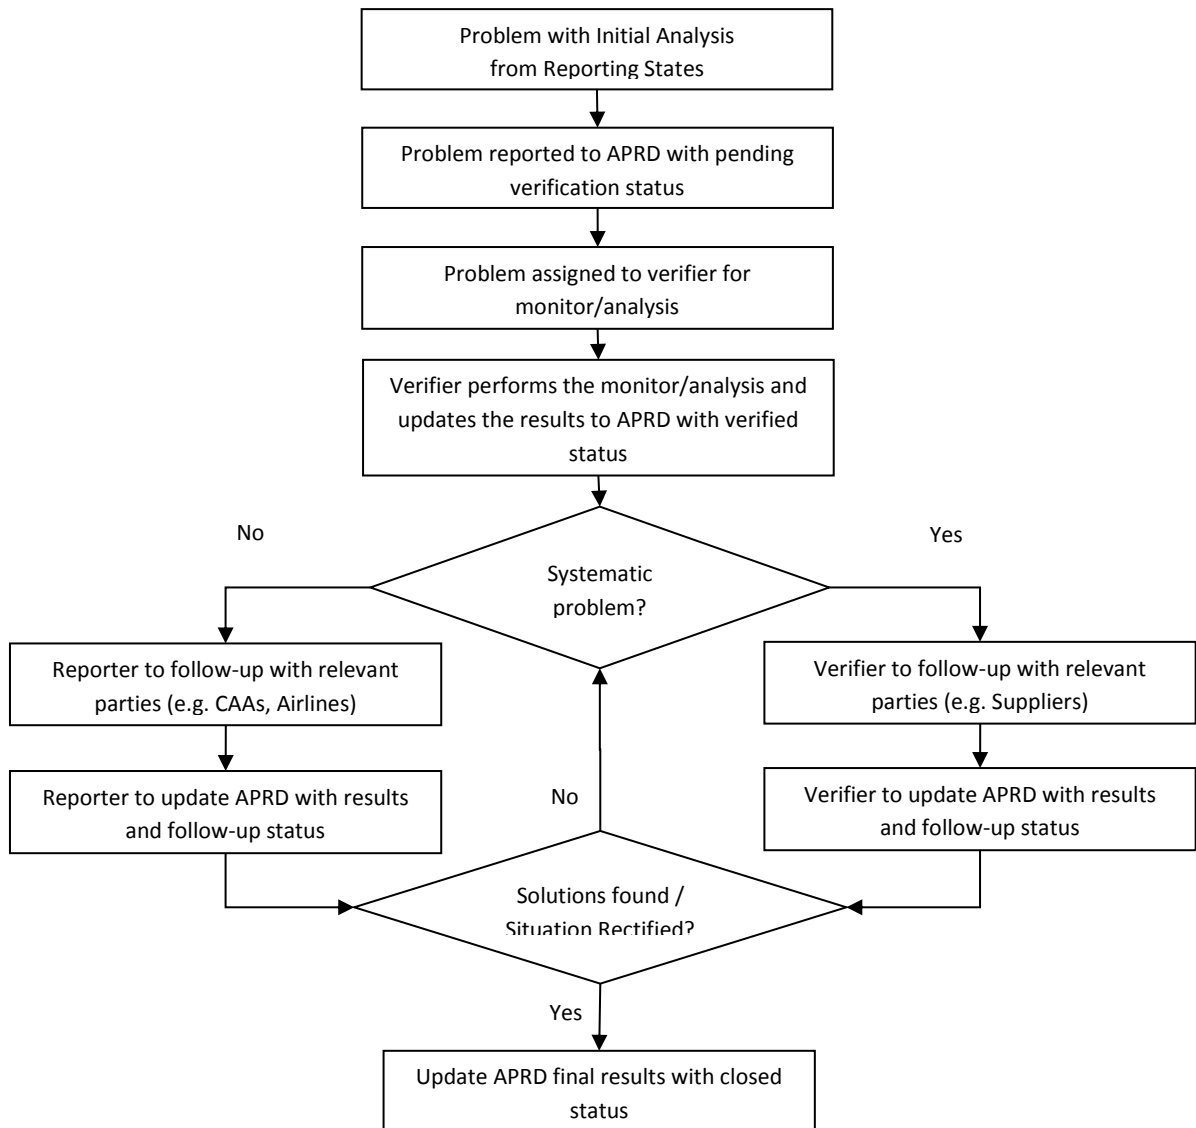 Problem with Initial Analysis
from Reporting States
Problem reported to APRD with pending
verification status
Problem assigned to verifier for
monitor/analysis
Verifier performs the monitor/analysis and
updates the results to APRD with verified
status
No
Yes
Systematic
problem?
Reporter to follow-up with relevant
parties (e.g. CAAs, Airlines)
Verifier to follow-up with relevant
parties (e.g. Suppliers)
Reporter to update APRD with results
and follow-up status
No
Verifier to update APRD with results
and follow-up status
Solutions found /
Situation Rectified?
Yes
Update APRD final results with closed
status